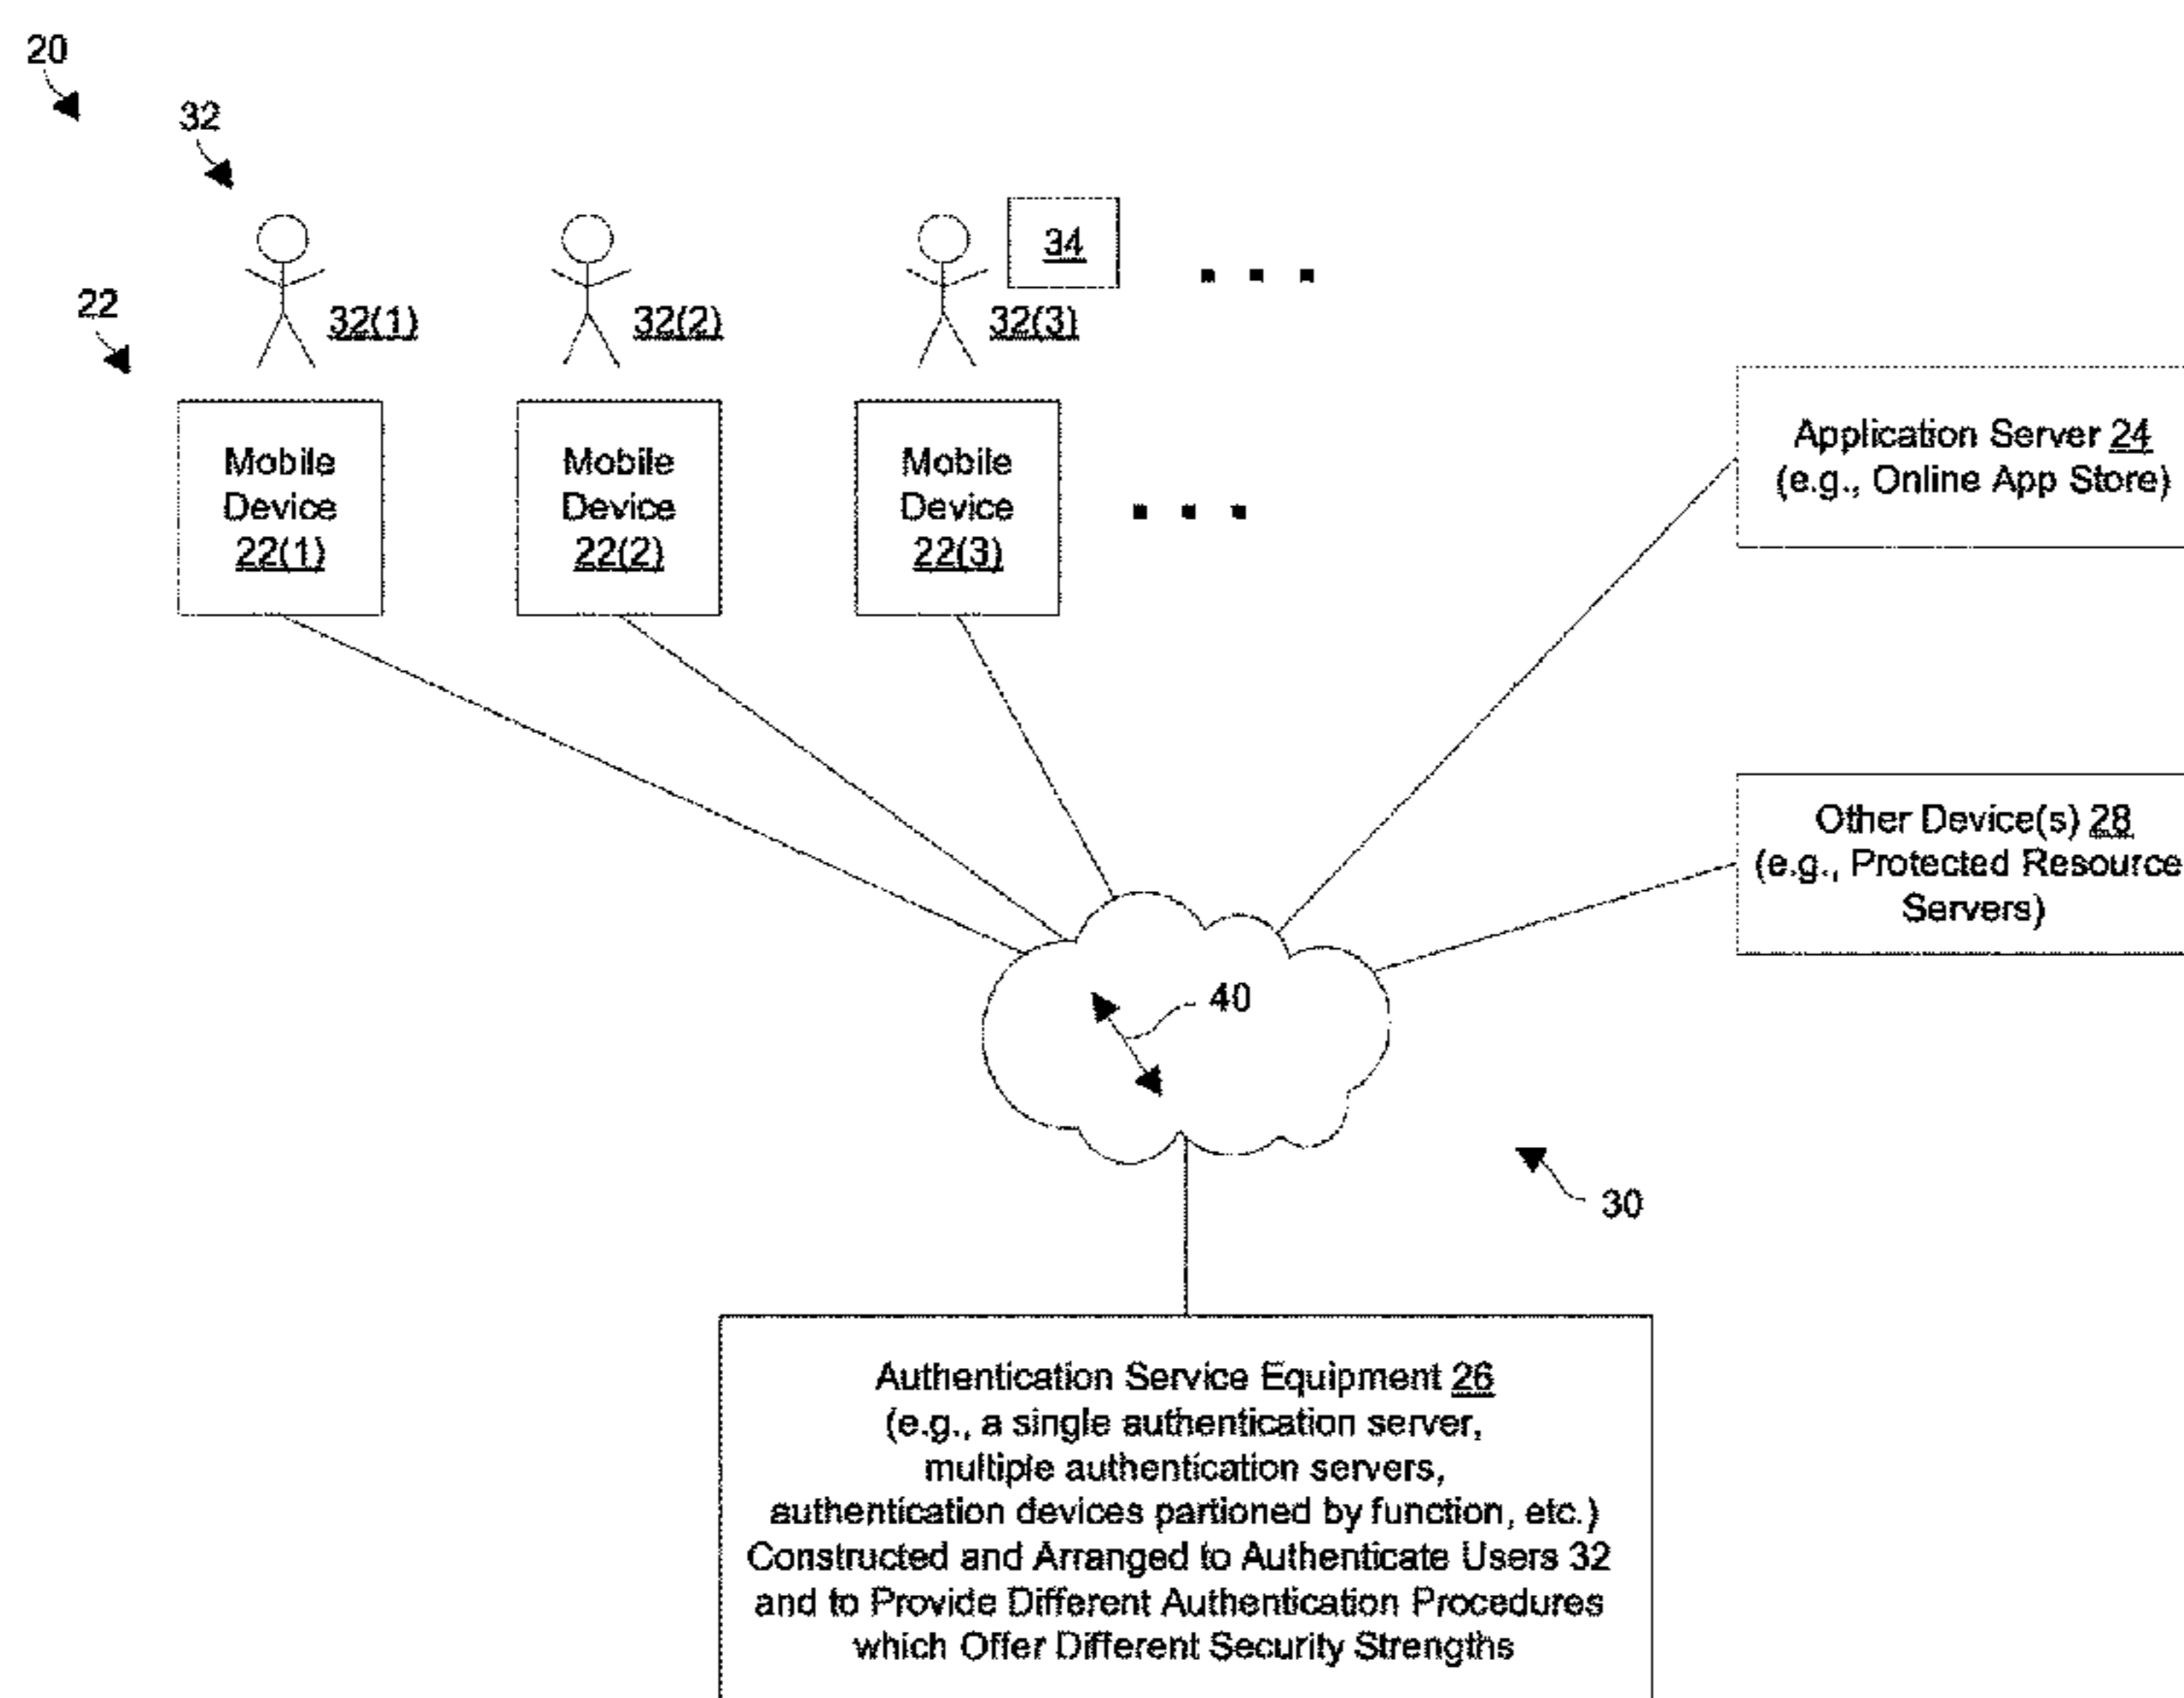 20
32
34
32(1)
32(2)
32(3)
22
Mobile
Device
22(1)
Mobile
Device
22(2)
Mobile
Device
22(3)
Application Server 24
(e.g., Online App Store)
Other Device(s) 28
(e.g., Protected Resource
Servers)
40
30
Authentication Service Equipment 26
(e.g., a single authentication server,
multiple authentication servers,
authentication devices partioned by function, etc.)
Constructed and Arranged to Authenticate Users 32
and to Provide Different Authentication Procedures
which Offer Different Security Strengths